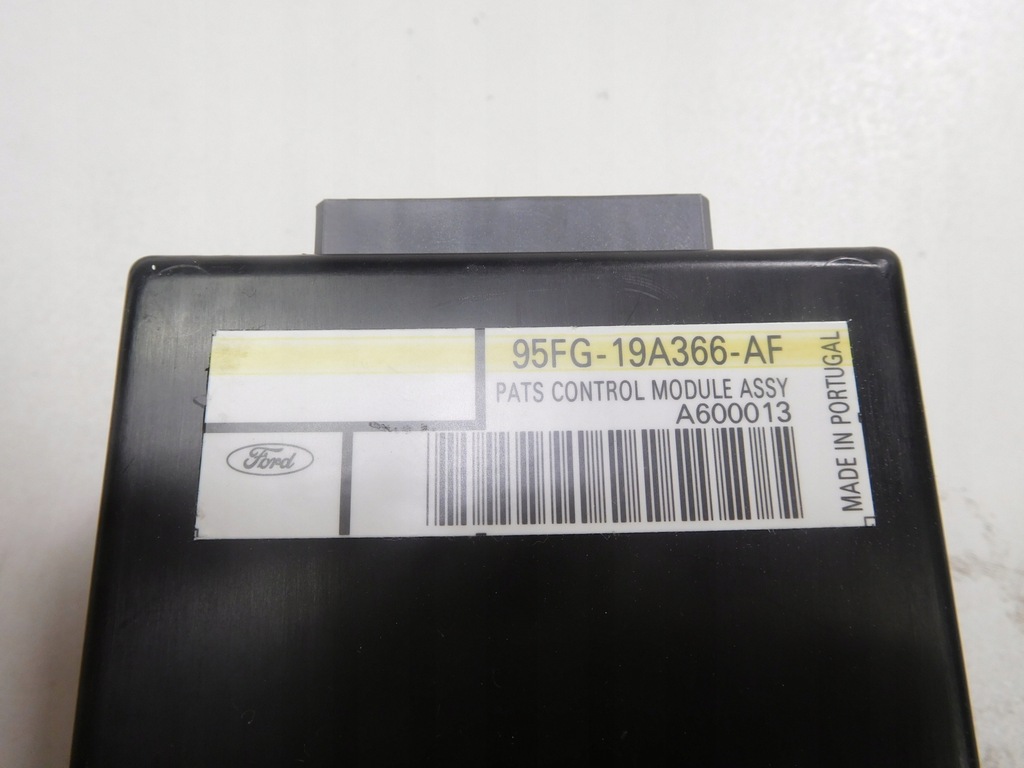 95FG-19A366-AF
PATS CONTROL MODULE ASSY
A600013
Ford
MADE IN PORTUGAL